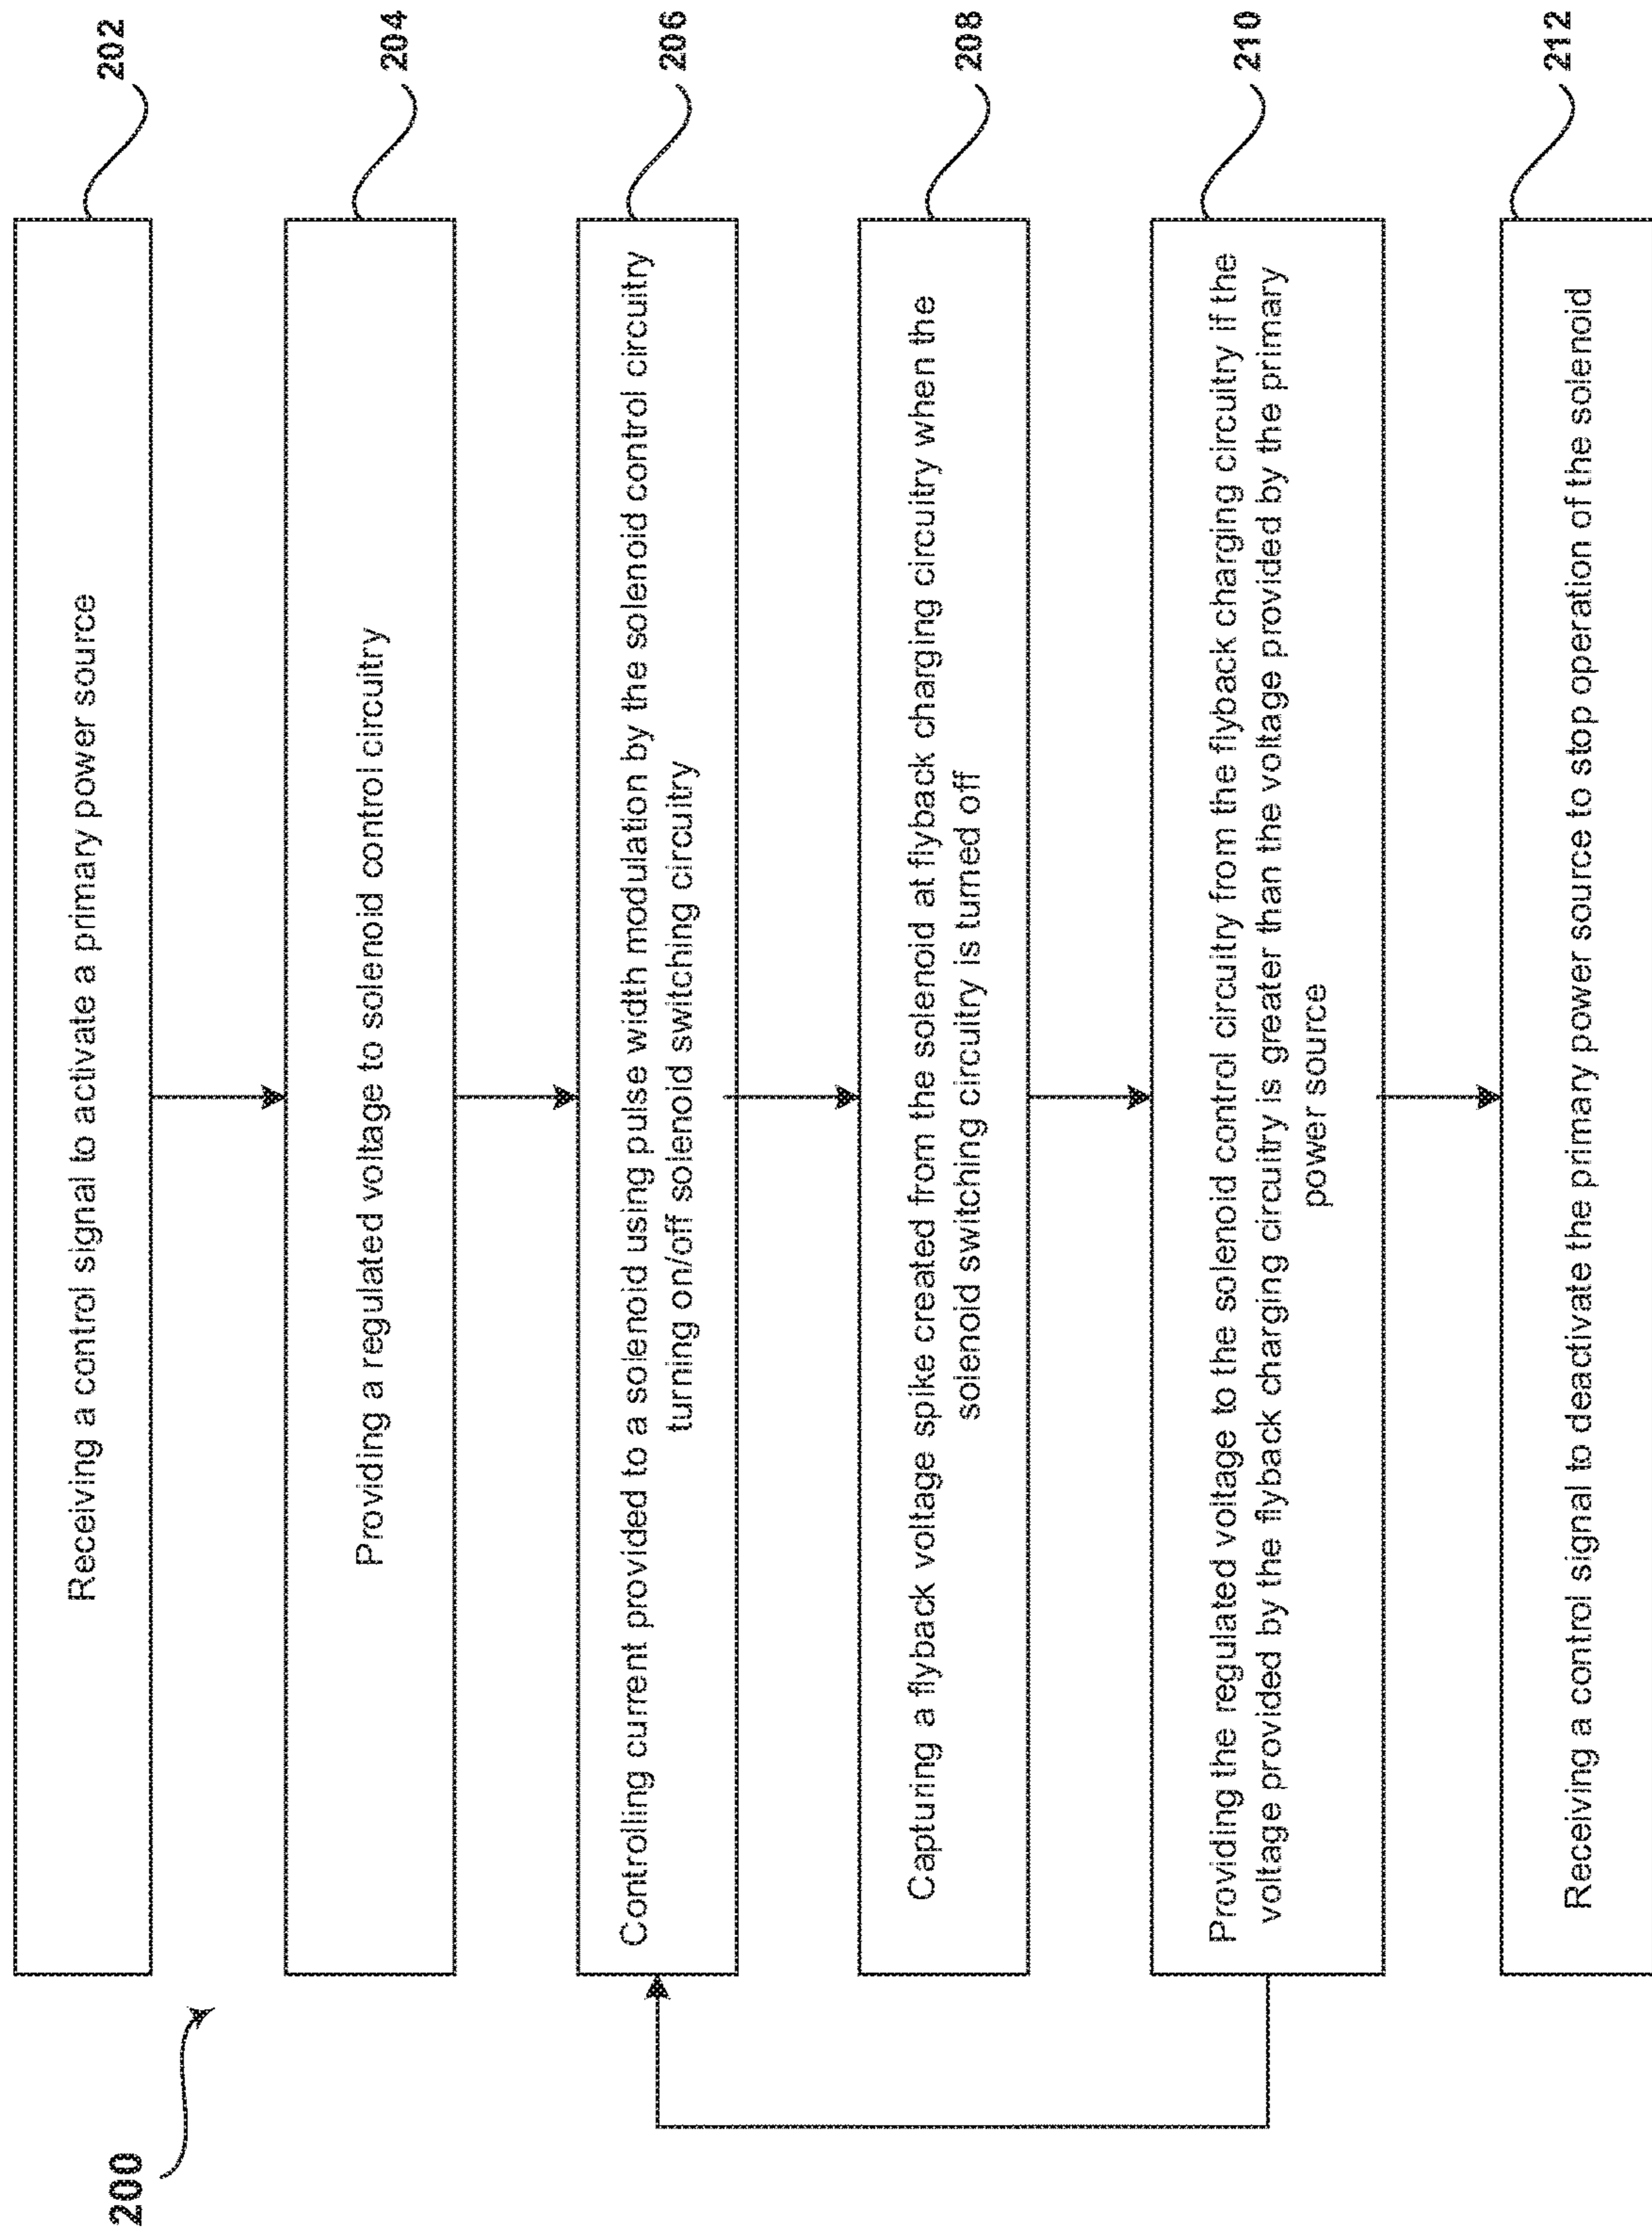 200
Receiving a control signal to activate a primary power source
202
Providing a regulated voltage to solenoid control circuitry
204
Controlling current provided to a solenoid using pulse width modulation by the solenoid control circuitry
turning on/off solenoid switching circuitry
206
Capturing a flyback voltage spike created from the solenoid at flyback charging circuitry when the
solenoid switching circuitry is turned off
208
Providing the regulated voltage to the solenoid control circuitry from the flyback charging circuitry if the
voltage provided by the flyback charging circuitry is greater than the voltage provided by the primary
power source
210
Receiving a control signal to deactivate the primary power source to stop operation of the solenoid
212